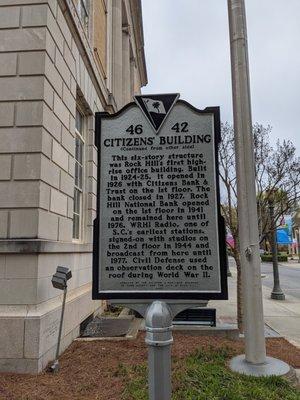 46 42
CITIZENS' BUILDING
(Continued from other side)
This six-story structure
was Rock Hill's first high-
rise office building. Built
in 1924-25, it opened in
1926 with Citizens Bank &
Trust on the 1st floor. The
bank closed in 1927. Rock
Hill National Bank opened
on the 1st floor in 1941
and remained here until
1976. WRHI Radio, one of
S.C.'s earliest stations,
signed-on with studios on
the 2nd floor in 1944 and
broadcast from here until
1977. Civil Defense used
an observation deck on the
roof during World War II.